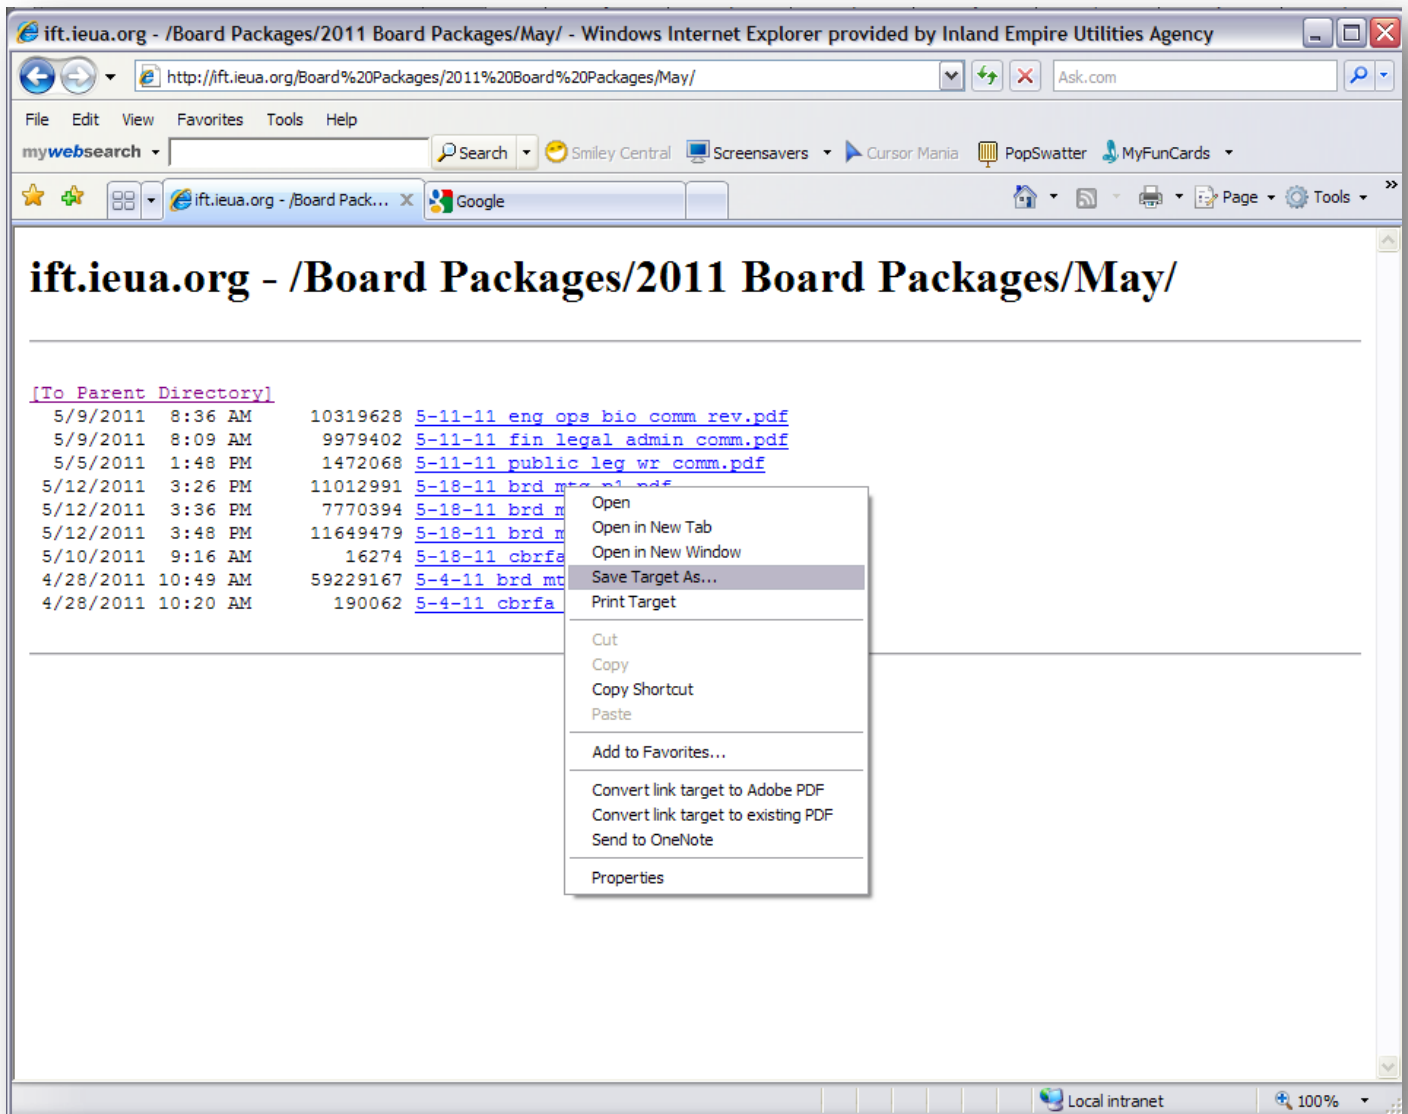 ift.ieua.org - /Board Packages/2011 Board Packages/May/ - Windows Internet Explorer provided by Inland Empire Utilities Agency
http://ift.ieua.org/Board%20Packages/2011%20Board%20Packages/May/ Ask.com
File Edit View Favorites Tools Help
mywebsearch Search Smiley Central Screensavers Cursor Mania PopSwatter MyFunCards
ift.ieua.org - /Board Pack... Google Page Tools
ift.ieua.org - /Board Packages/2011 Board Packages/May/
[To Parent Directory]
5/9/2011 8:36 AM 10319628 5-11-11 eng ops bio comm rev.pdf
5/9/2011 8:09 AM 9979402 5-11-11 fin legal admin comm.pdf
5/5/2011 1:48 PM 1472068 5-11-11 public leg wr comm.pdf
5/12/2011 3:26 PM 11012991 5-18-11 brd mtg p1.pdf
5/12/2011 3:36 PM 7770394 5-18-11 brd m
5/12/2011 3:48 PM 11649479 5-18-11 brd m
5/10/2011 9:16 AM 16274 5-18-11 cbrfa
4/28/2011 10:49 AM 59229167 5-4-11 brd mt
4/28/2011 10:20 AM 190062 5-4-11 cbrfa
Open
Open in New Tab
Open in New Window
Save Target As...
Print Target
Cut
Copy
Copy Shortcut
Paste
Add to Favorites...
Convert link target to Adobe PDF
Convert link target to existing PDF
Send to OneNote
Properties
Local intranet 100%